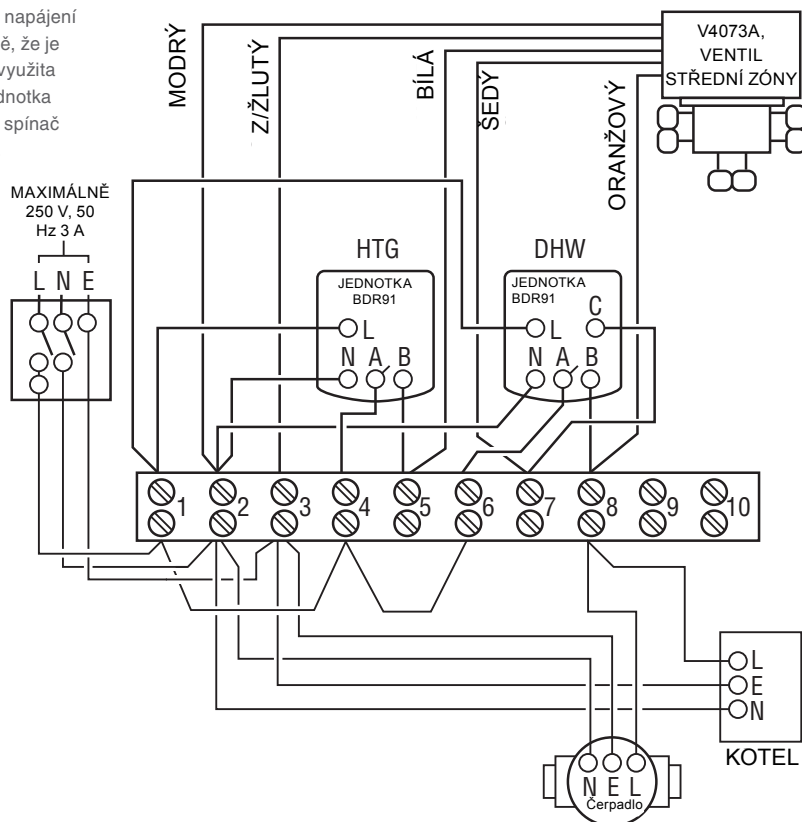 napájení
ě, že je
využita
dnotka
spínač
MODRÝ
Z/ŽLUTÝ
BÍLÁ
ŠEDÝ
ORANŽOVÝ
V4073A,
VENTIL
STŘEDNÍ ZÓNY
MAXIMÁLNĚ
250 V, 50
Hz 3 A
L N E
HTG
JEDNOTKA
BDR91
L
N A B
DHW
JEDNOTKA
BDR91
C
L
N A B
1 2 3 4 5 6 7 8 9 10
L
E
N
KOTEL
N E L
Čerpadlo